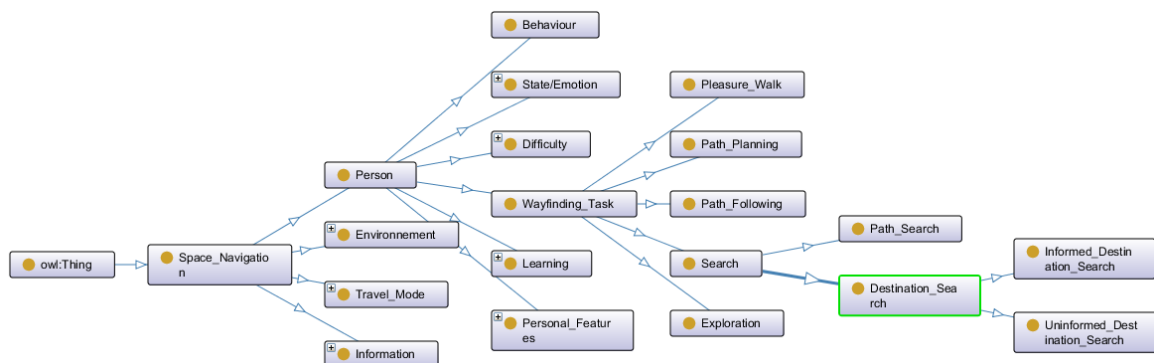 owl:Thing
Space_Navigatio
n
Person
Environnement
Travel_Mode
Information
Behaviour
State/Emotion
Difficulty
Wayfinding_Task
Learning
Personal_Featur
es
Pleasure_Walk
Path_Planning
Path_Following
Search
Exploration
Path_Search
Destination_Sea
rch
Informed_Destin
ation_Search
Uninformed_Dest
ination_Search